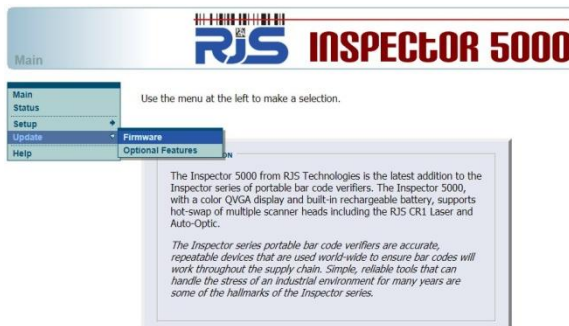 RJS INSPECTOR 5000
Main
Main
Status
Use the menu at the left to make a selection.
Setup
Update
Firmware
Optional Features
ON
Help
The Inspector 5000 from RJS Technologies is the latest addition to the
Inspector series of portable bar code verifiers. The Inspector 5000,
with a color QVGA display and built-in rechargeable battery, supports
hot-swap of multiple scanner heads including the RJS CR1 Laser and
Auto-Optic.
The Inspector series portable bar code verifiers are accurate,
repeatable devices that are used world-wide to ensure bar codes will
work throughout the supply chain. Simple, reliable tools that can
handle the stress of an industrial environment for many years are
some of the hallmarks of the Inspector series.